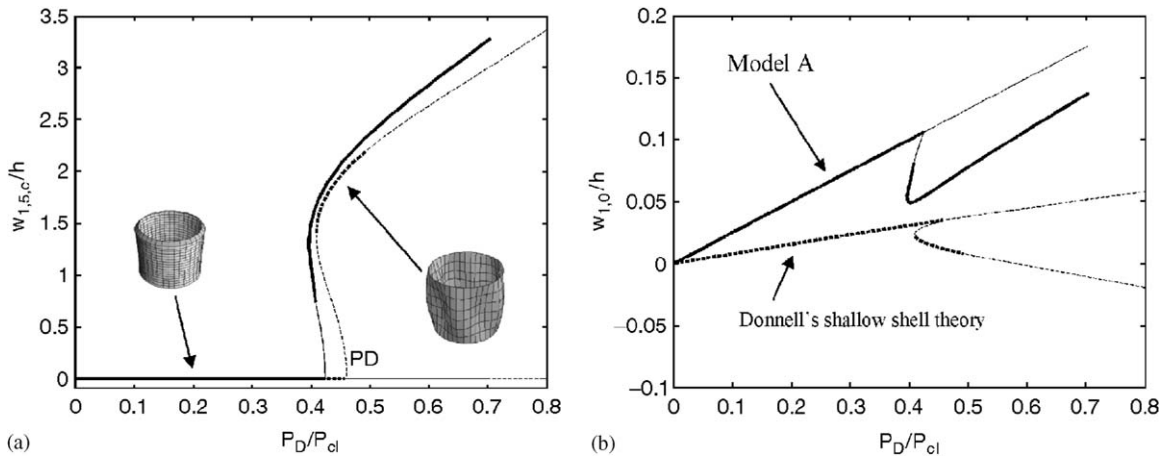 3.5
3
2.5
2
1.5
1
0.5
0
w1,5,c/h
PD
0 0.1 0.2 0.3 0.4 0.5 0.6 0.7 0.8
PD/Pcl
(a)
0.2
0.15
0.1
0.05
0
−0.05
−0.1
w1,0/h
Model A
Donnell's shallow shell theory
0 0.1 0.2 0.3 0.4 0.5 0.6 0.7 0.8
PD/Pcl
(b)